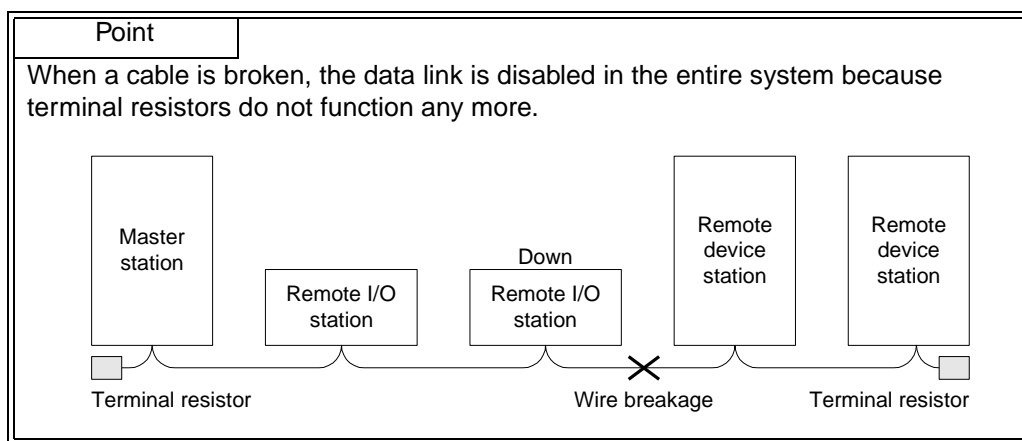 Point
When a cable is broken, the data link is disabled in the entire system because
terminal resistors do not function any more.
Master
station
Remote I/O
station
Down
Remote I/O
station
Remote
device
station
Remote
device
station
Terminal resistor
Wire breakage
Terminal resistor